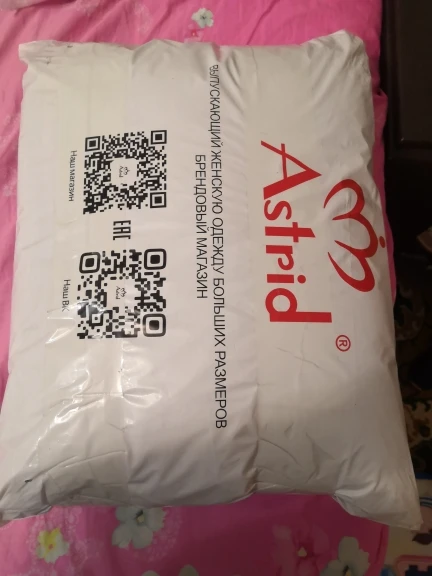 Astrid®
БРЕНДОВЫЙ МАГАЗИН
ВЫПУСКАЮЩИЙ ЖЕНСКУЮ ОДЕЖДУ БОЛЬШИХ РАЗМЕРОВ
Наш магазин
EAC
Наш ВК